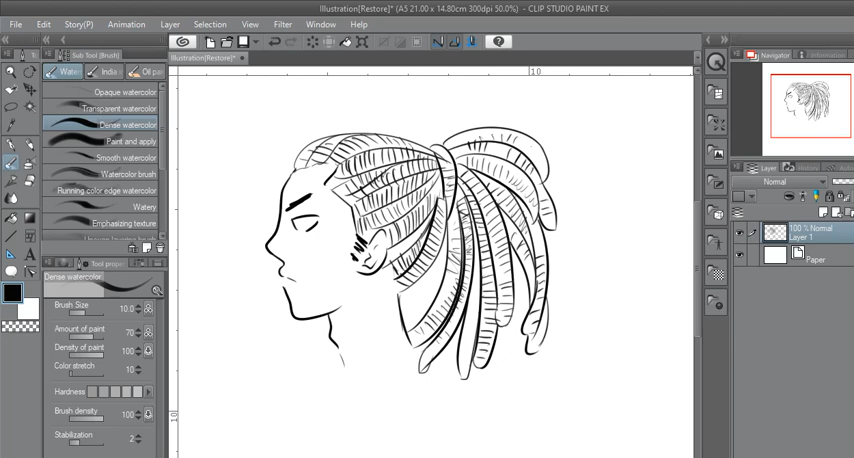 Illustration[Restore]* (A5 21.00 x 14.80cm 300dpi 50.0%) - CLIP STUDIO PAINT EX
File Edit Story(P) Animation Layer Selection View Filter Window Help
Sub Tool [Brush]
Illustration[Restore]*
Navigator Information
Water India Oil pai
10
Opaque watercolor
Transparent watercolor
Dense watercolor
Paint and apply
Smooth watercolor
Watercolor brush
Running color edge watercolor
Watery
Emphasizing texture
Layer
Normal
100 % Normal
Layer 1
Paper
Tool prope
Dense watercolor
Brush Size 10.0
Amount of paint 70
Density of paint 100
Color stretch 10
Hardness
Brush density 100
Stabilization 2
10